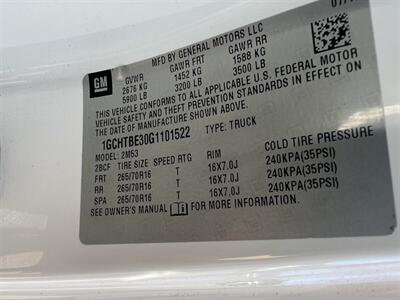 07/1
MFD BY GENERAL MOTORS LLC
GM
GVWR GAWR FRT GAWR RR
2676 KG 1452 KG 1588 KG
5900 LB 3200 LB 3500 LB
THIS VEHICLE CONFORMS TO ALL APPLICABLE U.S. FEDERAL MOTOR
VEHICLE SAFETY AND THEFT PREVENTION STANDARDS IN EFFECT ON
THE DATE OF MANUFACTURE SHOWN ABOVE.
1GCHTBE30G1101522 TYPE: TRUCK
MODEL: 2M53
2BCF TIRE SIZE SPEED RTG RIM COLD TIRE PRESSURE
FRT 265/70R16 T 16X7.0J 240KPA(35PSI)
RR 265/70R16 T 16X7.0J 240KPA(35PSI)
SPA 265/70R16 T 16X7.0J 240KPA(35PSI)
SEE OWNER'S MANUAL FOR MORE INFORMATION.